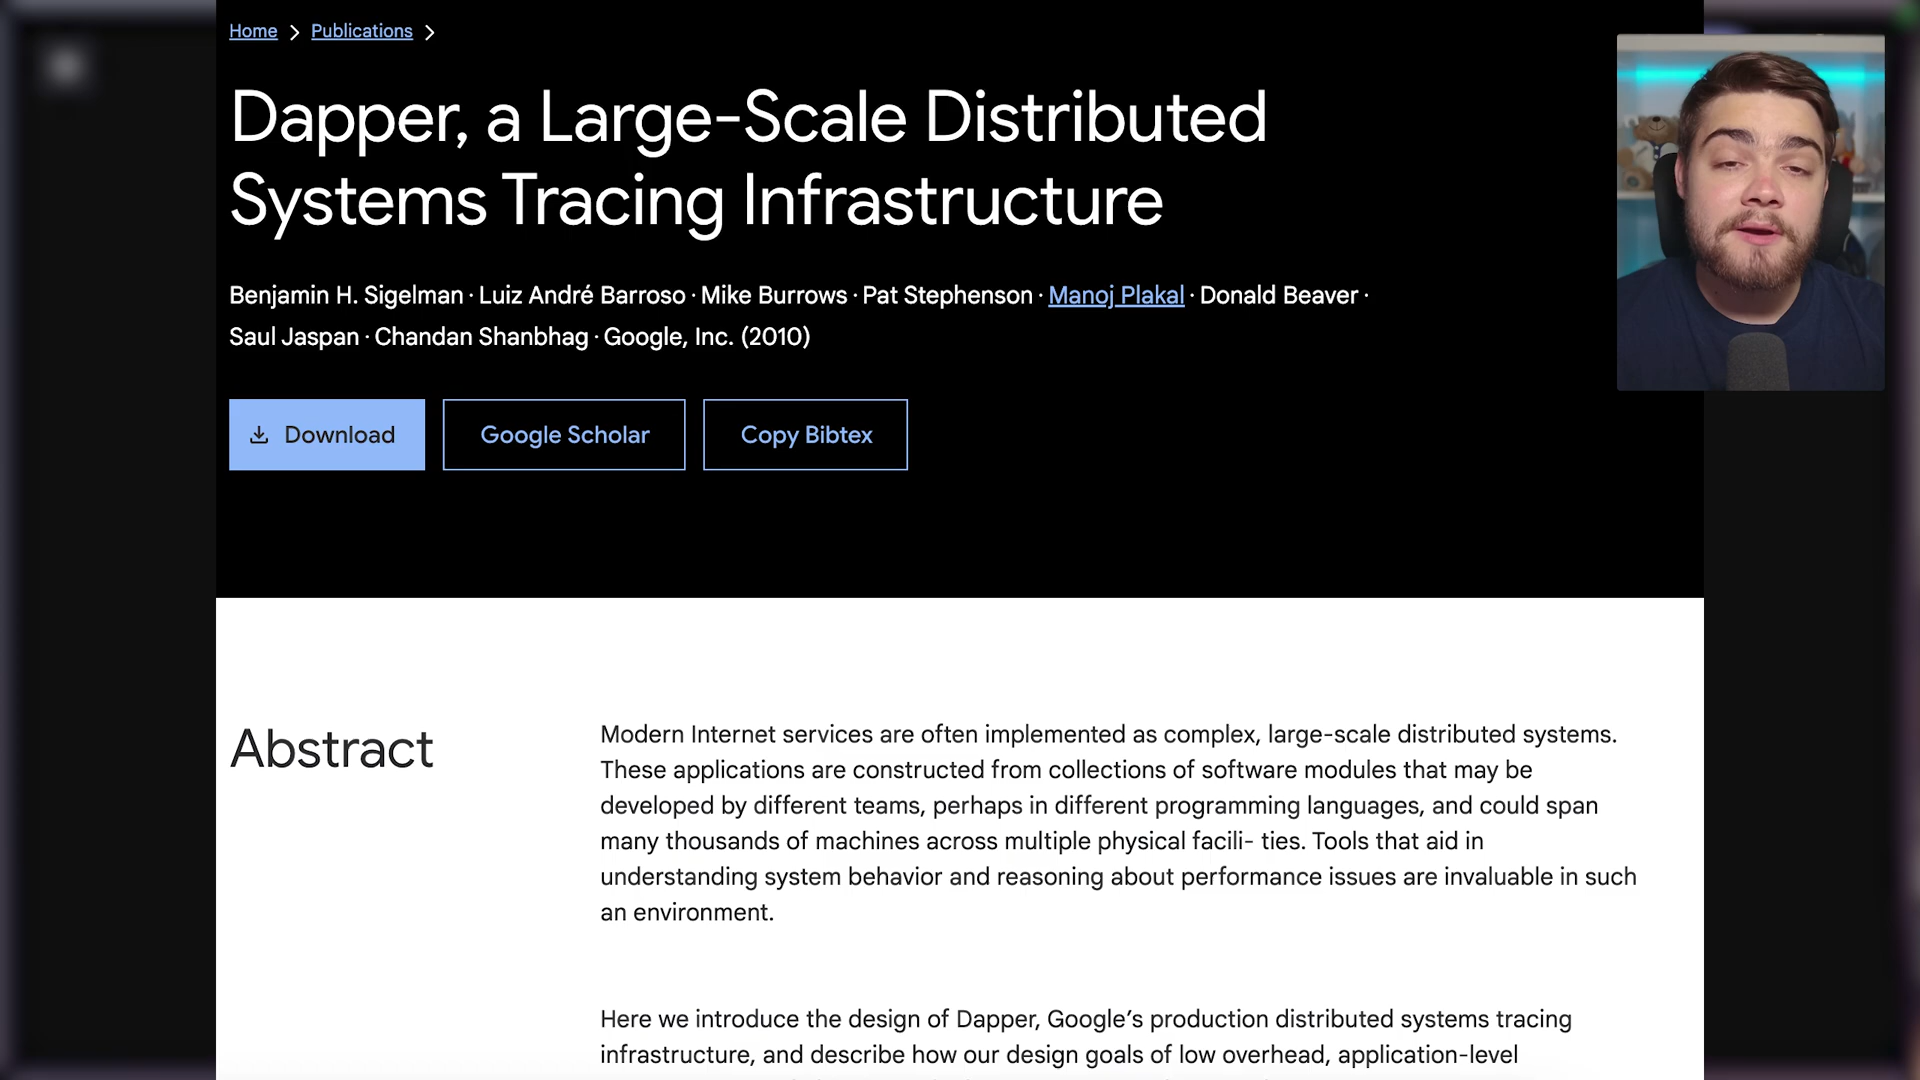 Home > Publications >
Dapper, a Large-Scale Distributed
Systems Tracing Infrastructure
Benjamin H. Sigelman · Luiz André Barroso · Mike Burrows · Pat Stephenson · Manoj Plakal · Donald Beaver ·
Saul Jaspan · Chandan Shanbhag · Google, Inc. (2010)
Download
Google Scholar
Copy Bibtex
Abstract
Modern Internet services are often implemented as complex, large-scale distributed systems.
These applications are constructed from collections of software modules that may be
developed by different teams, perhaps in different programming languages, and could span
many thousands of machines across multiple physical facili- ties. Tools that aid in
understanding system behavior and reasoning about performance issues are invaluable in such
an environment.
Here we introduce the design of Dapper, Google’s production distributed systems tracing
infrastructure, and describe how our design goals of low overhead, application-level